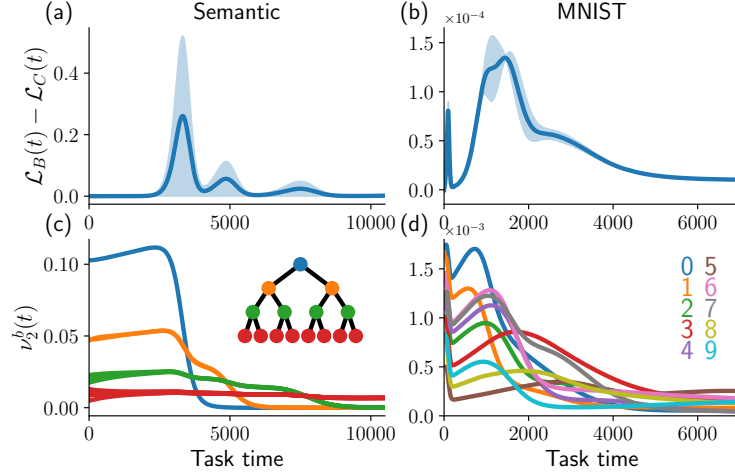 (a) Semantic
(b) MNIST
×10⁻⁴
ℒ_B(t) − ℒ_C(t)
0.4
0.2
0.0
0 5000 10000
1.5
1.0
0.5
0.0
0 2000 4000 6000
(c)
(d)
×10⁻³
ν₂ᵇ(t)
0.10
0.05
0.00
0 5000 10000
Task time
1.5
1.0
0.5
0.0
0 5
1 6
2 7
3 8
4 9
0 2000 4000 6000
Task time